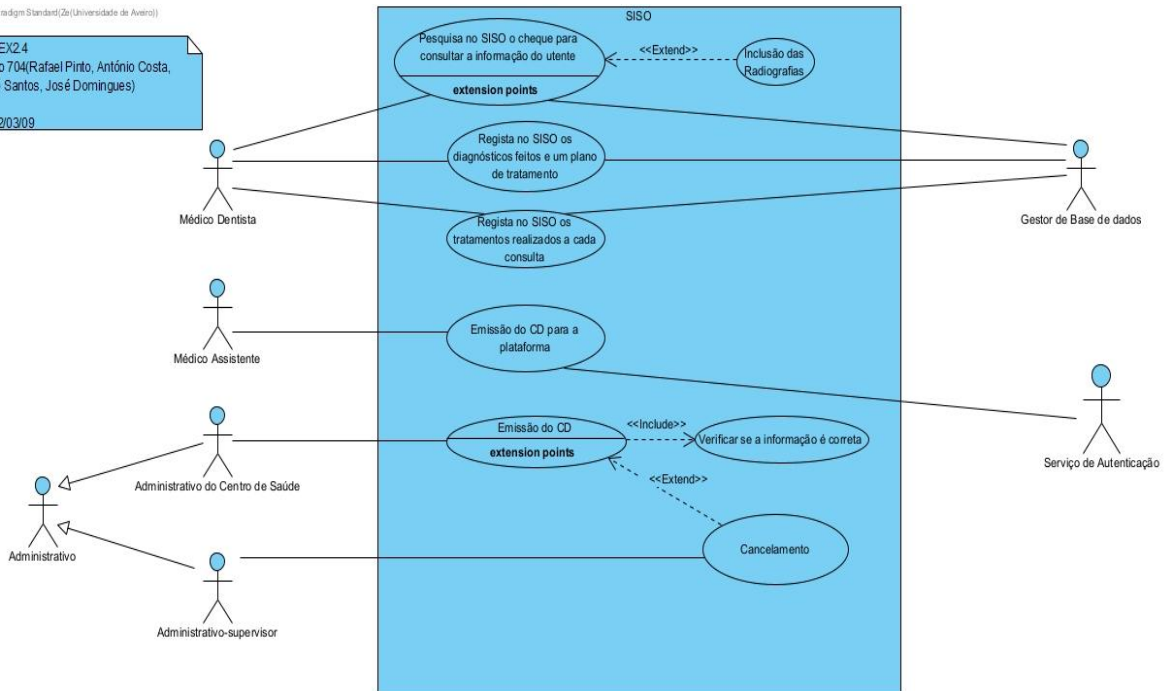 radigm Standard(Ze(Universidade de Aveiro))
EX2.4
o 704(Rafael Pinto, António Costa,
Santos, José Domingues)
2/03/09
SISO
Pesquisa no SISO o cheque para
consultar a informação do utente
extension points
<<Extend>>
Inclusão das
Radiografias
Regista no SISO os
diagnósticos feitos e um plano
de tratamento
Regista no SISO os
tratamentos realizados a cada
consulta
Médico Dentista
Gestor de Base de dados
Médico Assistente
Emissão do CD para a
plataforma
Serviço de Autenticação
Emissão do CD
extension points
<<Include>>
Verificar se a informação é correta
<<Extend>>
Cancelamento
Administrativo do Centro de Saúde
Administrativo
Administrativo-supervisor